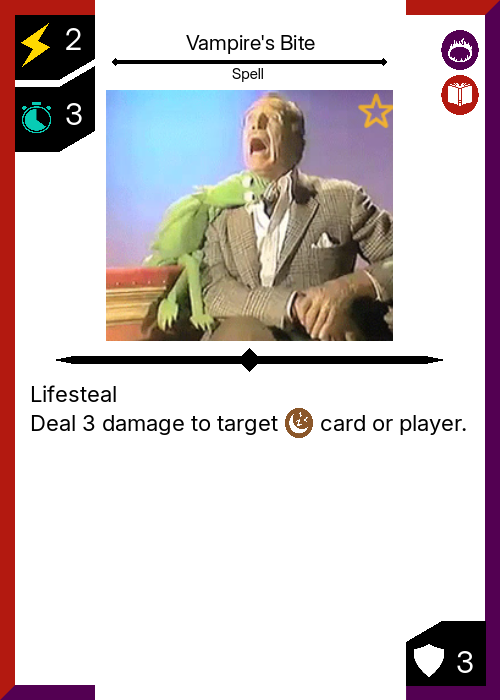 2
Vampire's Bite
Spell
3
Lifesteal
Deal 3 damage to target card or player.
3